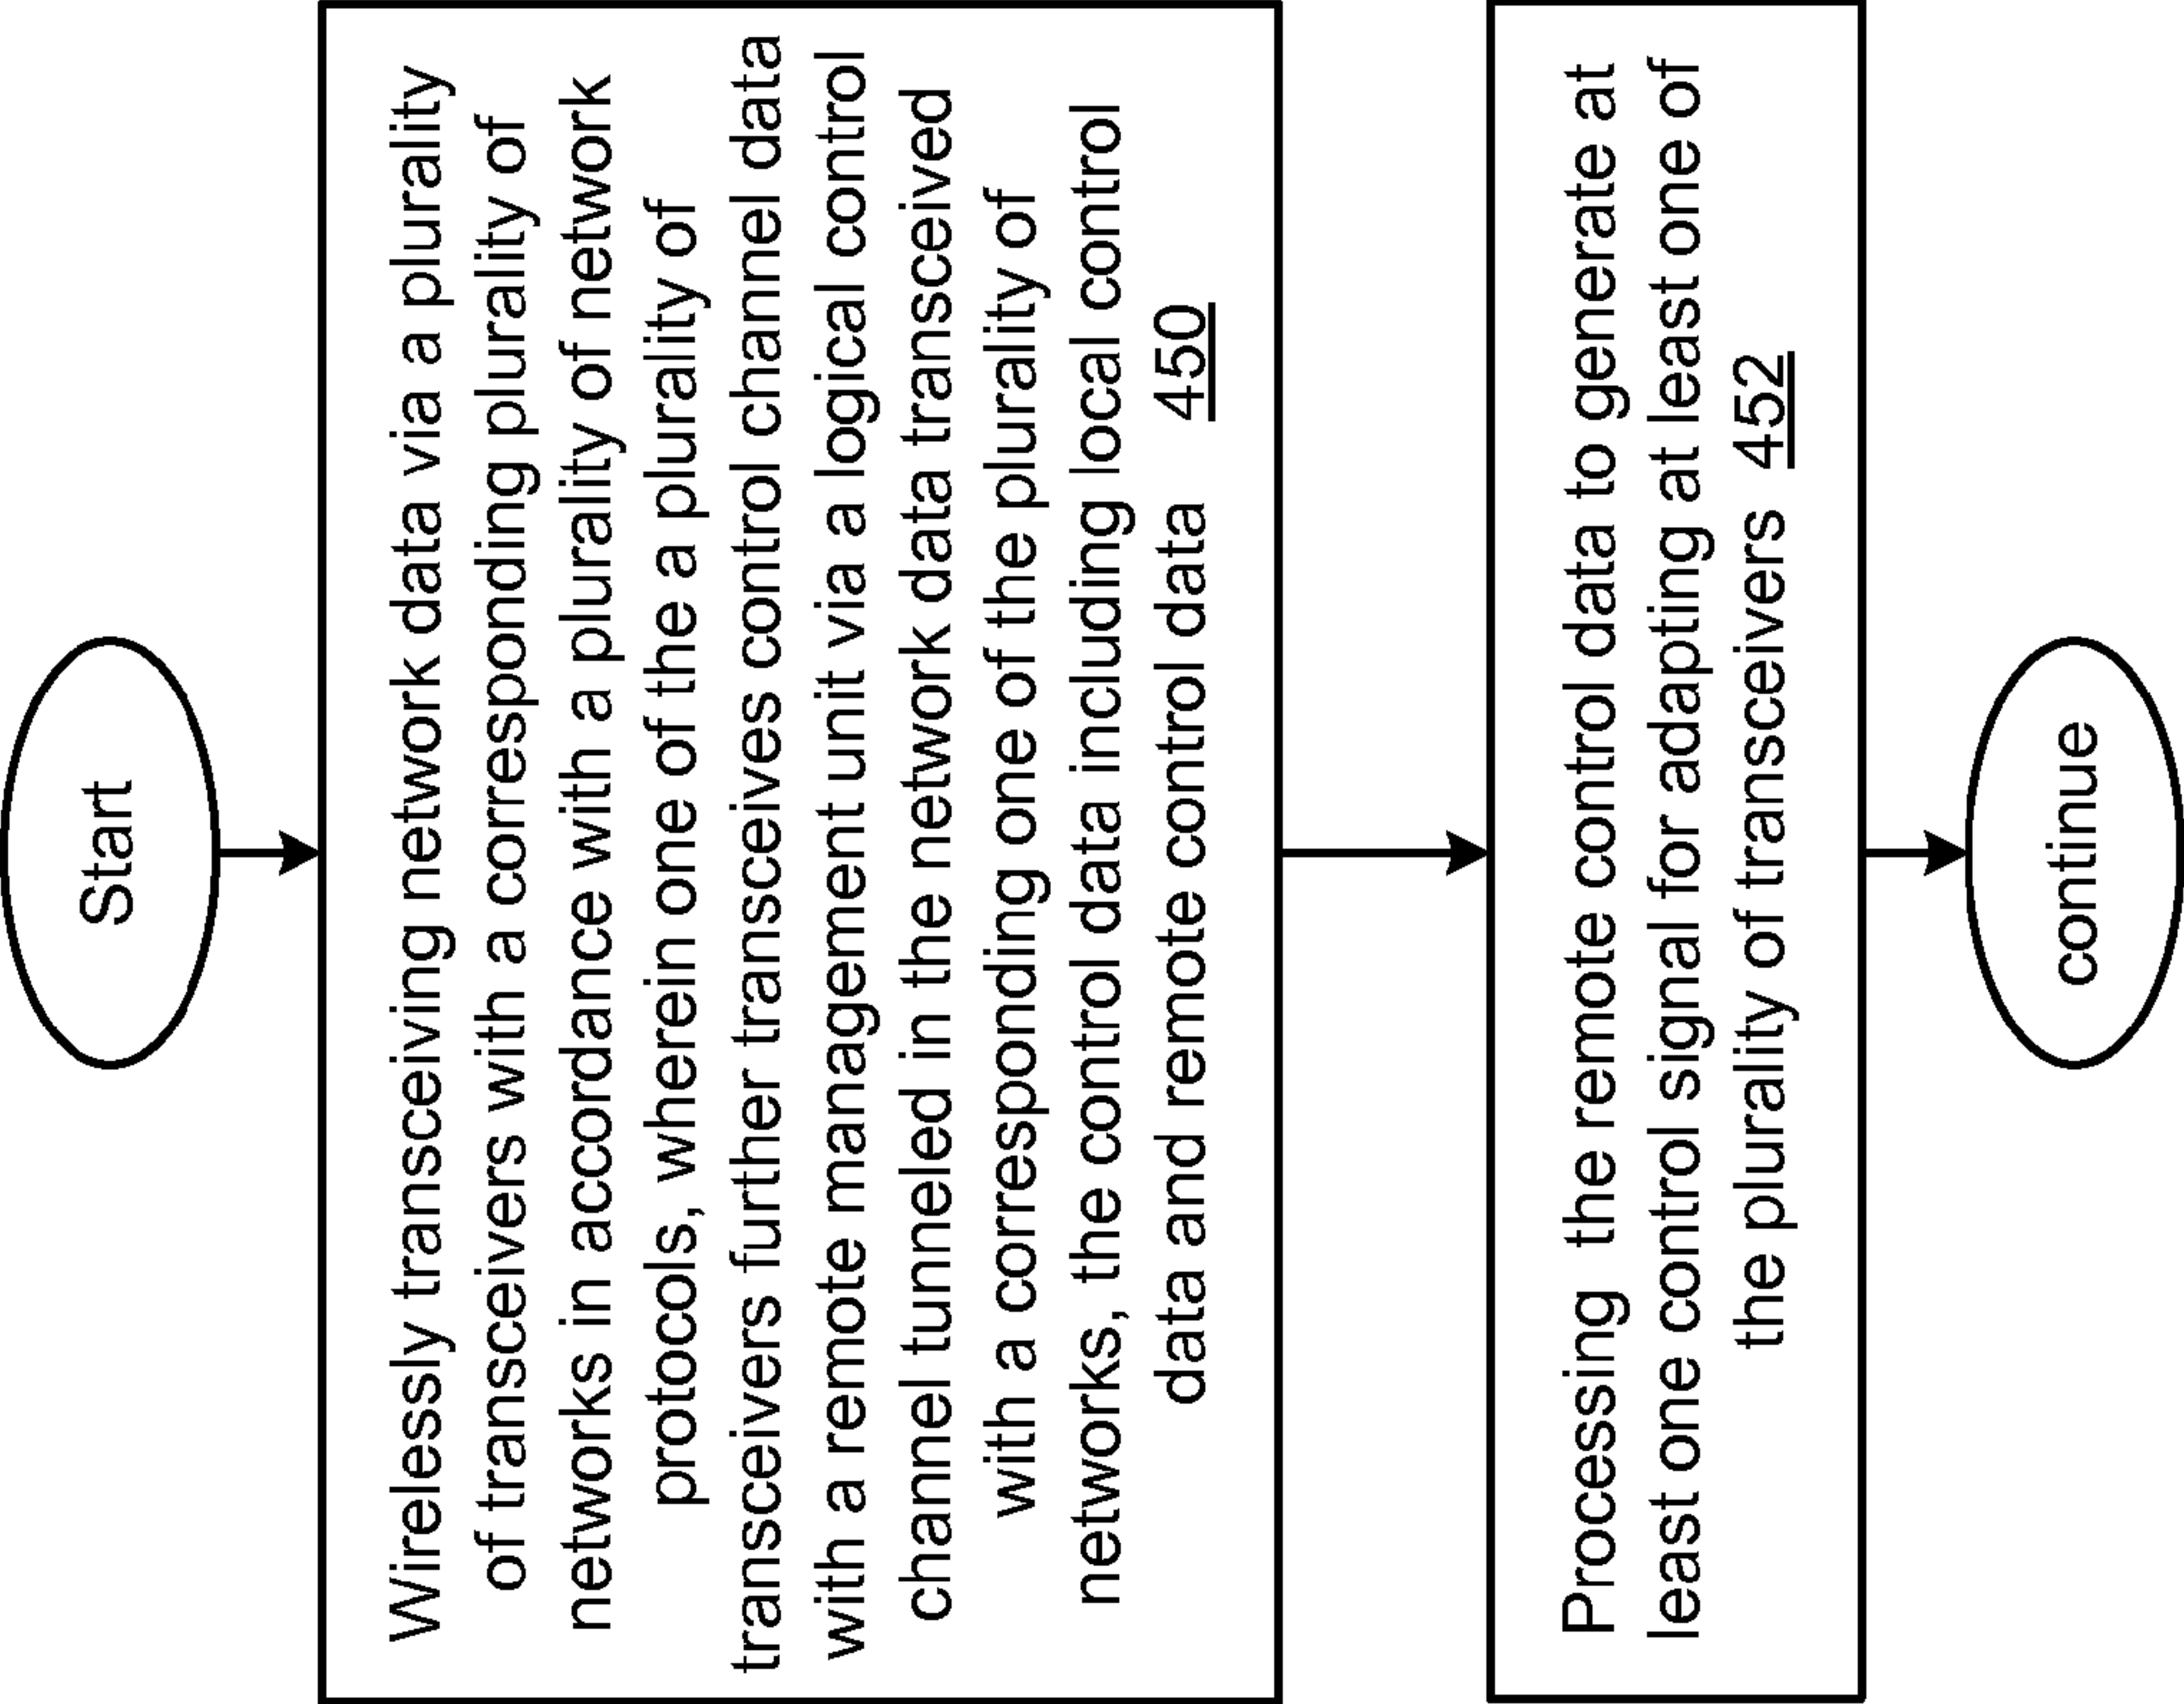 Start
Wirelessly transceiving network data via a plurality
of transceivers with a corresponding plurality of
networks in accordance with a plurality of network
protocols, wherein one of the a plurality of
transceivers further transceives control channel data
with a remote management unit via a logical control
channel tunneled in the network data transceived
with a corresponding one of the plurality of
networks, the control data including local control
data and remote control data 450
Processing the remote control data to generate at
least one control signal for adapting at least one of
the plurality of transceivers 452
continue